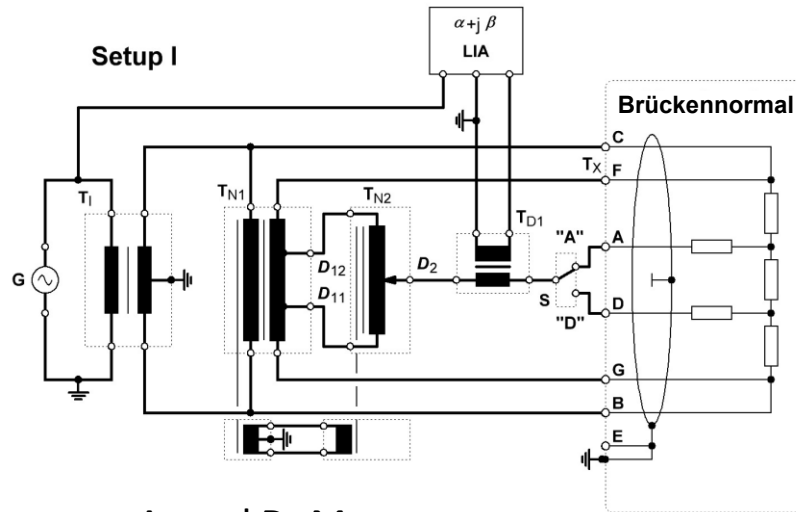 α+j β
LIA
Setup I
Brückennormal
C
T_X F
T_I
T_N1
T_N2
T_D1
"A"
A
G
D_12
D_2
D_11
S
D
"D"
G
B
E